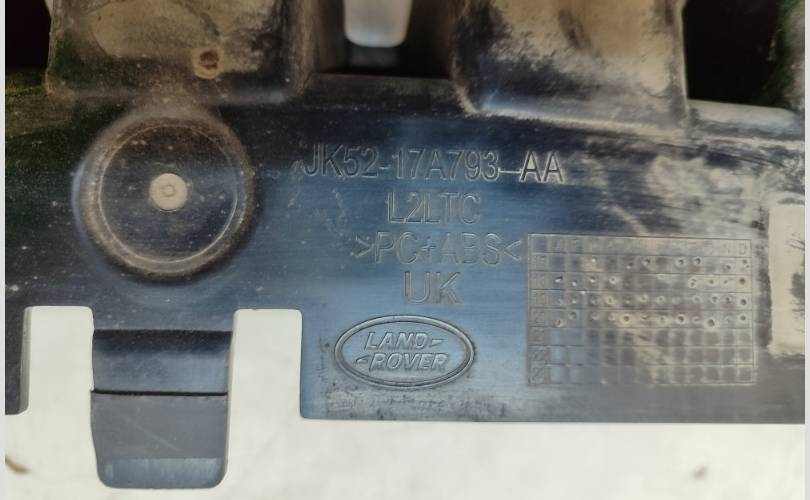 JK52-17A793-AA
L2LTC
>PC+ABS<
UK
LAND-
-ROVER